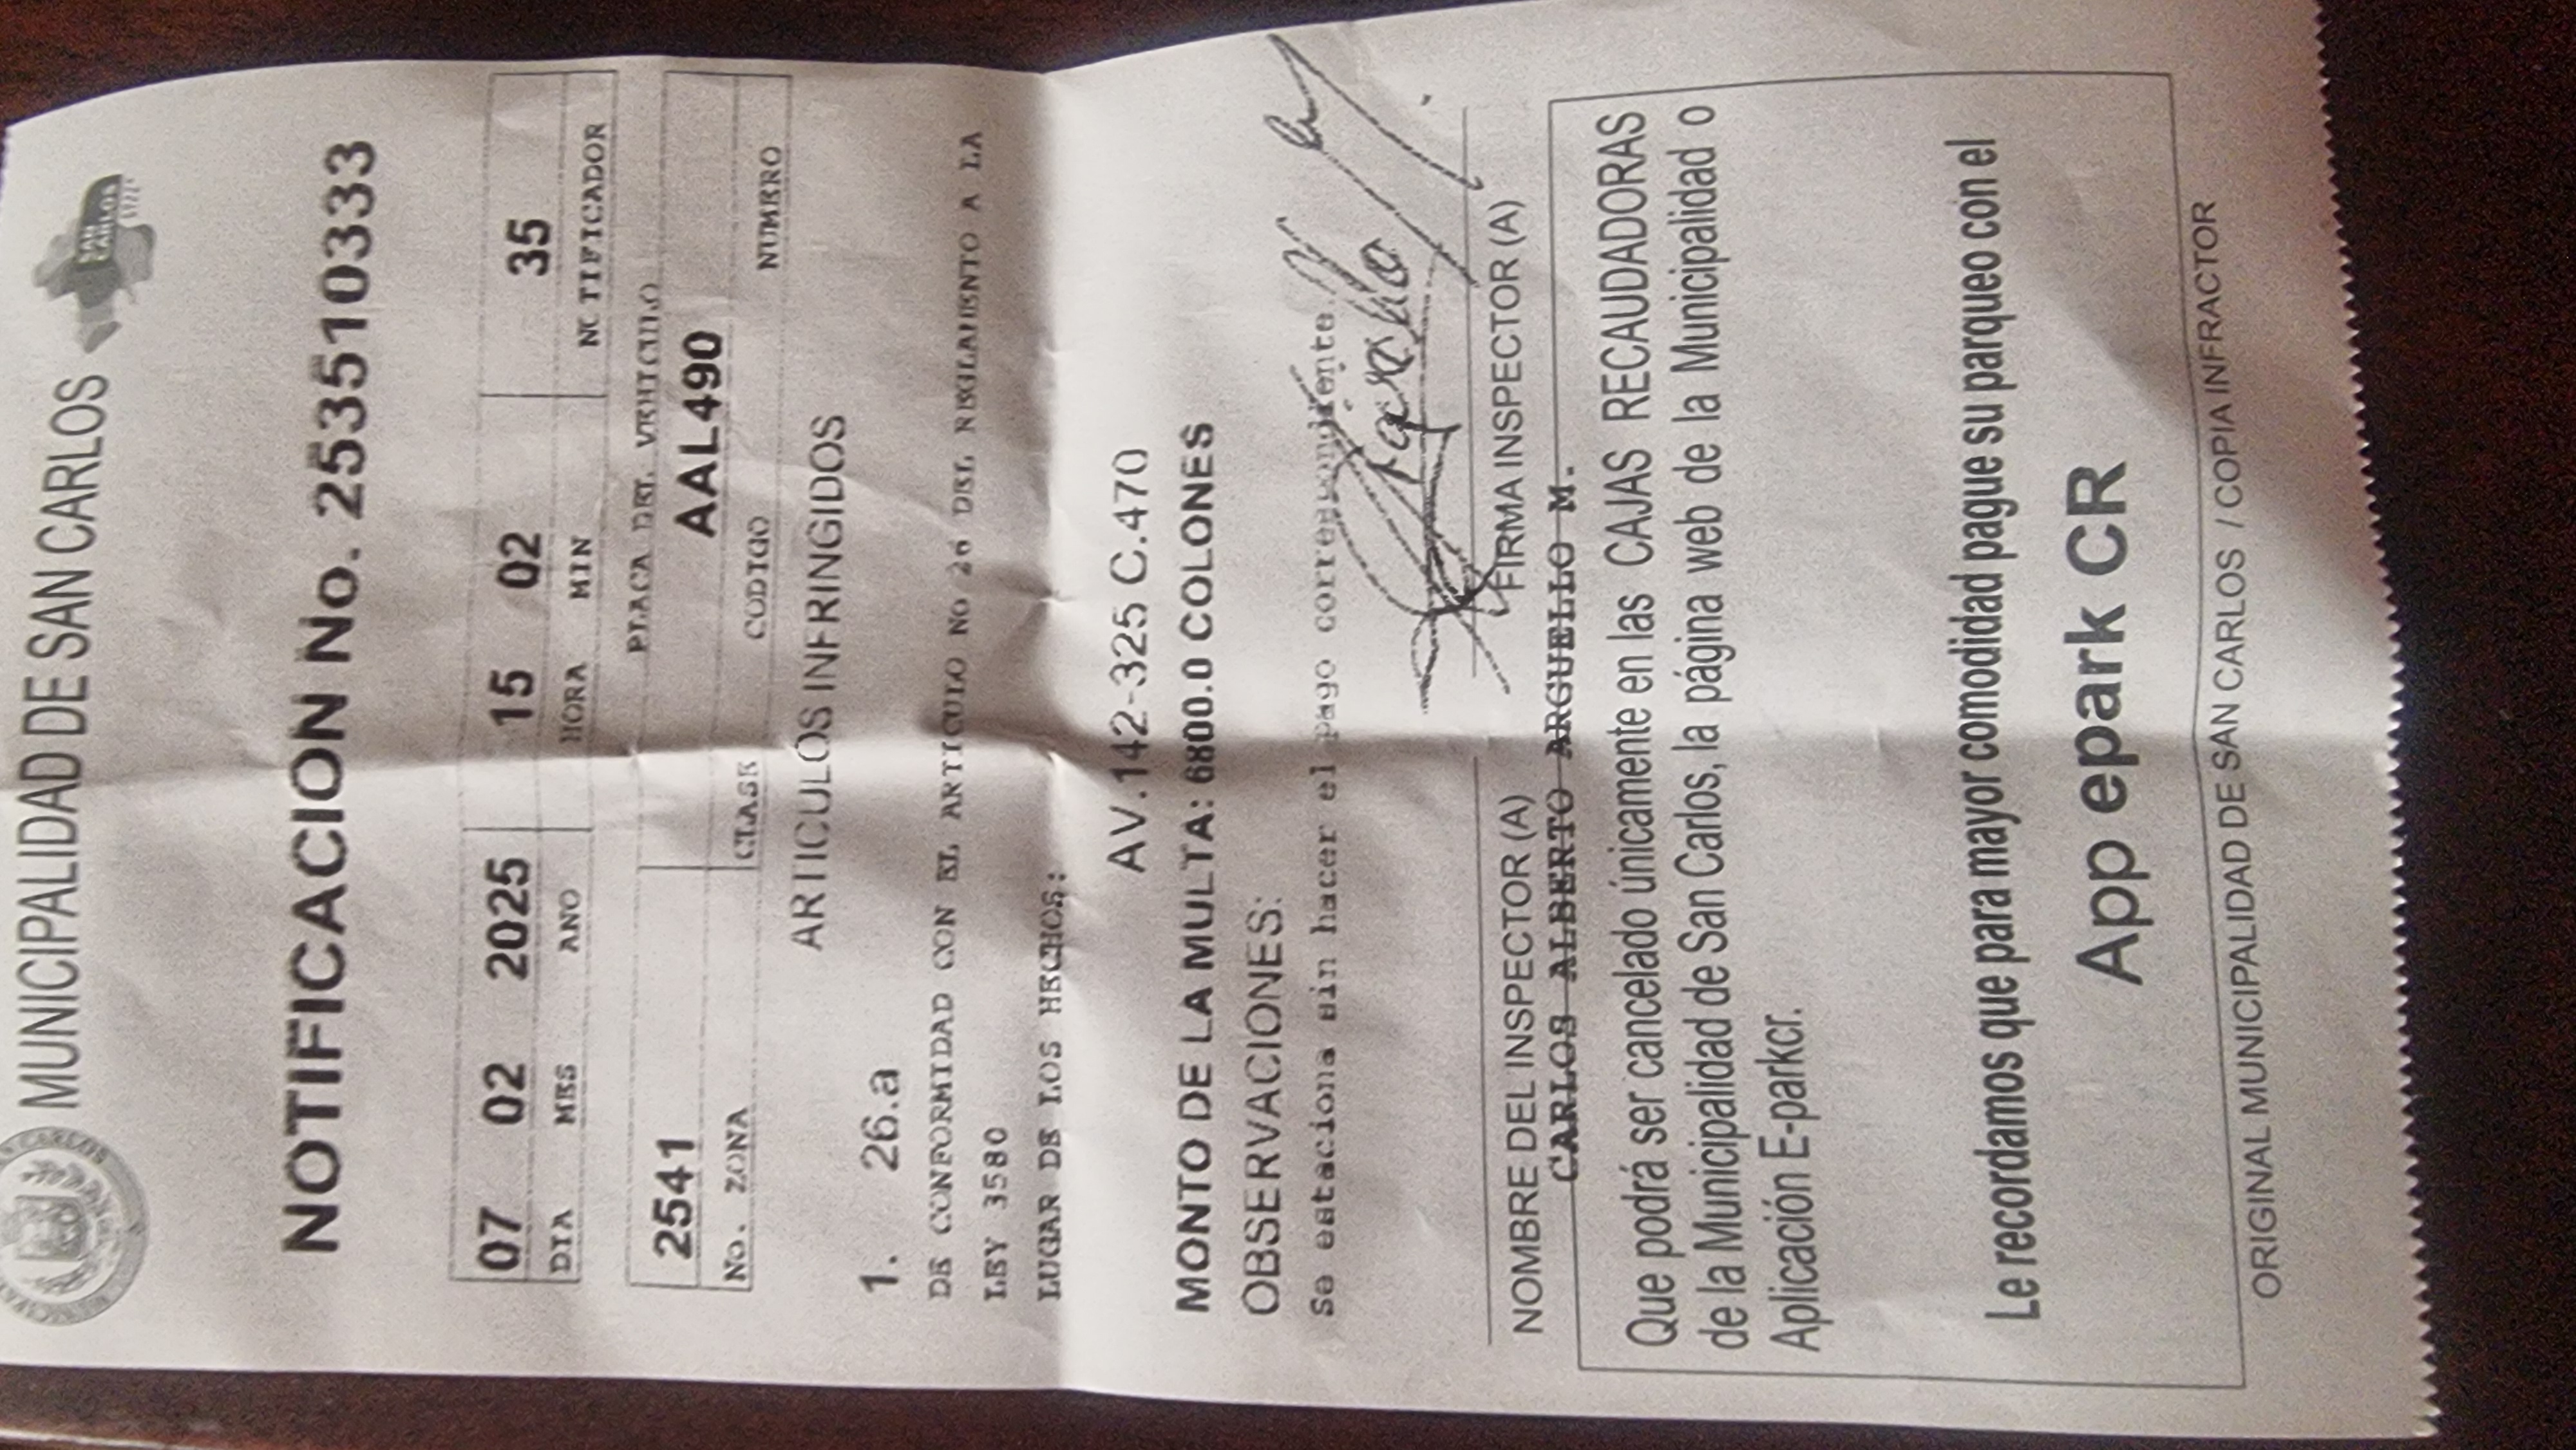 MUNICIPALIDAD DE SAN CARLOS
SAN CARLOS
NOTIFICACION No. 253510333
07 02 2025 15 02 35
DIA MES ANO HORA MIN NOTIFICADOR
PLACA DEL VEHICULO
2541 AAL490
No. ZONA CLASE CODIGO NUMERO
ARTICULOS INFRINGIDOS
1. 26.a
DE CONFORMIDAD CON EL ARTICULO No 26 DEL REGLAMENTO A LA
LEY 3580
LUGAR DE LOS HECHOS:
AV.142-325 C.470
MONTO DE LA MULTA: 6800.0 COLONES
OBSERVACIONES:
Se estaciona sin hacer el pago correspondiente.
NOMBRE DEL INSPECTOR (A) FIRMA INSPECTOR (A)
CARLOS ALBERTO ARGUELLO M.
Que podrá ser cancelado únicamente en las CAJAS RECAUDADORAS
de la Municipalidad de San Carlos, la página web de la Municipalidad o
Aplicación E-parkcr.
Le recordamos que para mayor comodidad pague su parqueo con el
App epark CR
ORIGINAL MUNICIPALIDAD DE SAN CARLOS / COPIA INFRACTOR